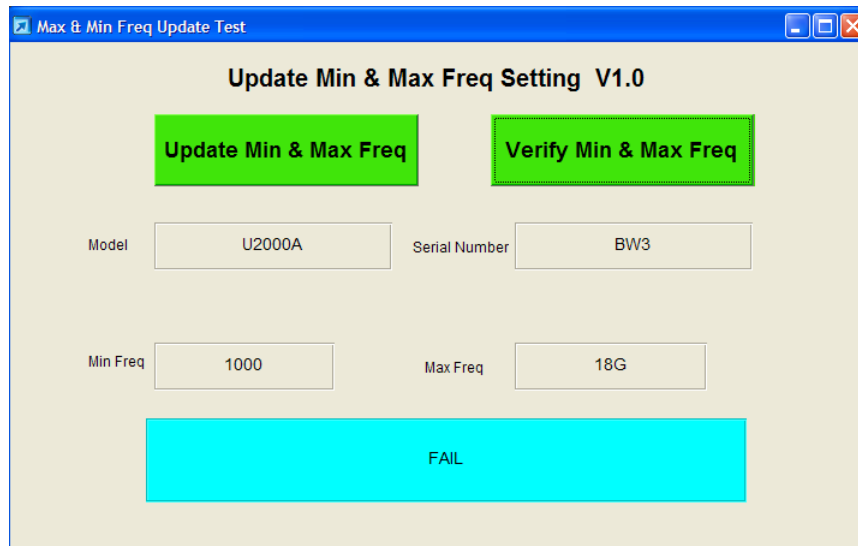 Max & Min Freq Update Test
Update Min & Max Freq Setting V1.0
Update Min & Max Freq
Verify Min & Max Freq
Model
U2000A
Serial Number
BW3
Min Freq
1000
Max Freq
18G
FAIL